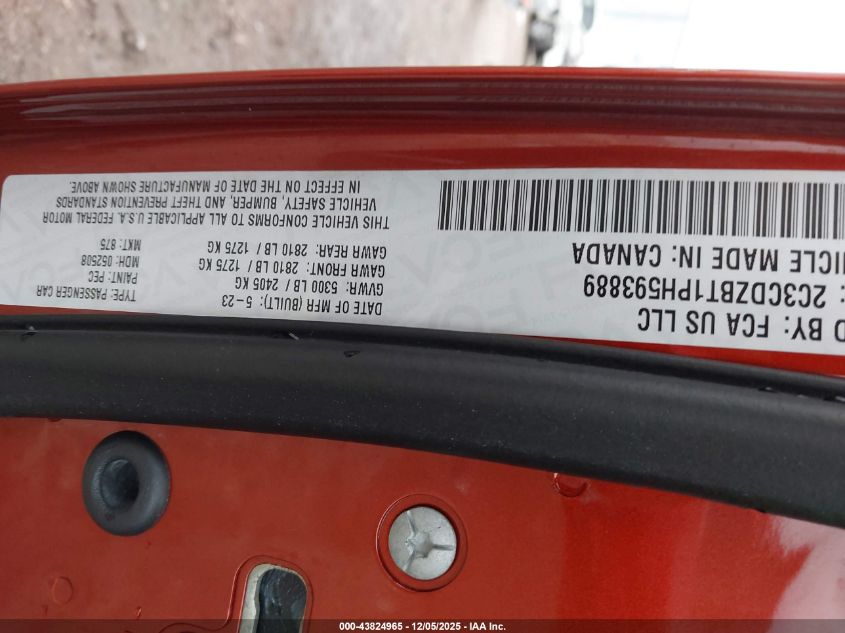 D BY: FCA US LLC
: 2C3CDZBT1PH593889
HICLE MADE IN: CANADA
DATE OF MFR (BUILT): 5-23
GVWR: 5300 LB / 2405 KG
GAWR FRONT: 2810 LB / 1275 KG
GAWR REAR: 2810 LB / 1275 KG
TYPE: PASSENGER CAR
PAINT: PEC
MDH: 052508
MKT: 875
THIS VEHICLE CONFORMS TO ALL APPLICABLE U.S.A. FEDERAL MOTOR
VEHICLE SAFETY, BUMPER, AND THEFT PREVENTION STANDARDS
IN EFFECT ON THE DATE OF MANUFACTURE SHOWN ABOVE.
000-43824965 - 12/05/2025 - IAA Inc.